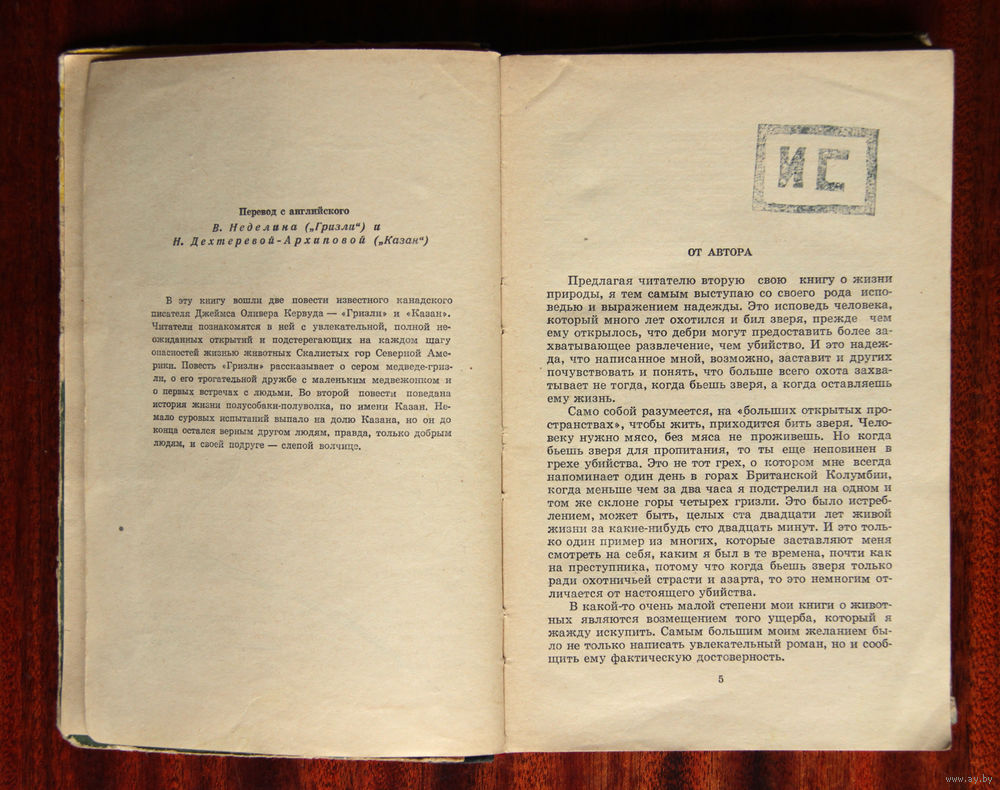 Перевод с английского
В. Неделина („Гризли“) и
Н. Дехтеревой-Архиповой („Казан“)
В эту книгу вошли две повести известного канадского
писателя Джеймса Оливера Кервуда — «Гризли» и «Казан».
Читатели познакомятся в ней с увлекательной, полной не-
ожиданных открытий и подстерегающих на каждом щагу
опасностей жизнью животных Скалистых гор Северной Аме-
рики. Повесть «Гризли» рассказывает о сером медведе-гриз-
ли, о его трогательной дружбе с маленьким медвежонком и
о первых встречах с людьми. Во второй повести поведана
история жизни полусобаки-полуволка, по имени Казан. Не-
мало суровых испытаний выпало на долю Казана, но он до
конца остался верным другом людям, правда, только добрым
людям, и своей подруге — слепой волчице.
ИС
ОТ АВТОРА
Предлагая читателю вторую свою книгу о жизни
природы, я тем самым выступаю со своего рода испо-
ведью и выражением надежды. Это исповедь человека,
который много лет охотился и бил зверя, прежде чем
ему открылось, что дебри могут предоставить более за-
хватывающее развлечение, чем убийство. И это надеж-
да, что написанное мной, возможно, заставит и других
почувствовать и понять, что больше всего охота захва-
тывает не тогда, когда бьешь зверя, а когда оставляешь
ему жизнь.
Само собой разумеется, на «больших открытых про-
странствах», чтобы жить, приходится бить зверя. Чело-
веку нужно мясо, без мяса не проживешь. Но когда
бьешь зверя для пропитания, то ты еще неповинен в
грехе убийства. Это не тот грех, о котором мне всегда
напоминает один день в горах Британской Колумбии,
когда меньше чем за два часа я подстрелил на одном и
том же склоне горы четырех гризли. Это было истреб-
лением, может быть, целых ста двадцати лет живой
жизни за какие-нибудь сто двадцать минут. И это толь-
ко один пример из многих, которые заставляют меня
смотреть на себя, каким я был в те времена, почти как
на преступника, потому что когда бьешь зверя только
ради охотничьей страсти и азарта, то это немногим от-
личается от настоящего убийства.
В какой-то очень малой степени мои книги о живот-
ных являются возмещением того ущерба, который я
жажду искупить. Самым большим моим желанием бы-
ло не только написать увлекательный роман, но и сооб-
щить ему фактическую достоверность.
5
www.ay.by